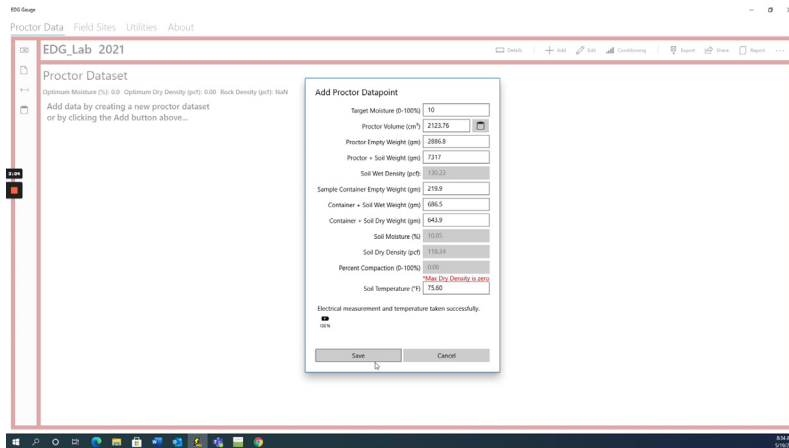 EDG Gauge
Proctor Data Field Sites Utilities About
EDG_Lab 2021
Details Add Edit Conditioning Export Share Report
Proctor Dataset
Optimum Moisture (%): 0.0 Optimum Dry Density (pcf): 0.00 Rock Density (pcf): NaN
Add data by creating a new proctor dataset
or by clicking the Add button above...
2:04
Add Proctor Datapoint
Target Moisture (0-100%) 10
Proctor Volume (cm³) 2123.76
Proctor Empty Weight (gm) 2886.8
Proctor + Soil Weight (gm) 7317
Soil Wet Density (pcf): 130.23
Sample Container Empty Weight (gm) 219.9
Container + Soil Wet Weight (gm) 686.5
Container + Soil Dry Weight (gm) 643.9
Soil Moisture (%) 10.05
Soil Dry Density (pcf) 118.34
Percent Compaction (0-100%) 0.00
*Max Dry Density is zero
Soil Temperature (°F) 75.60
Electrical measurement and temperature taken successfully.
100%
Save Cancel
8:54